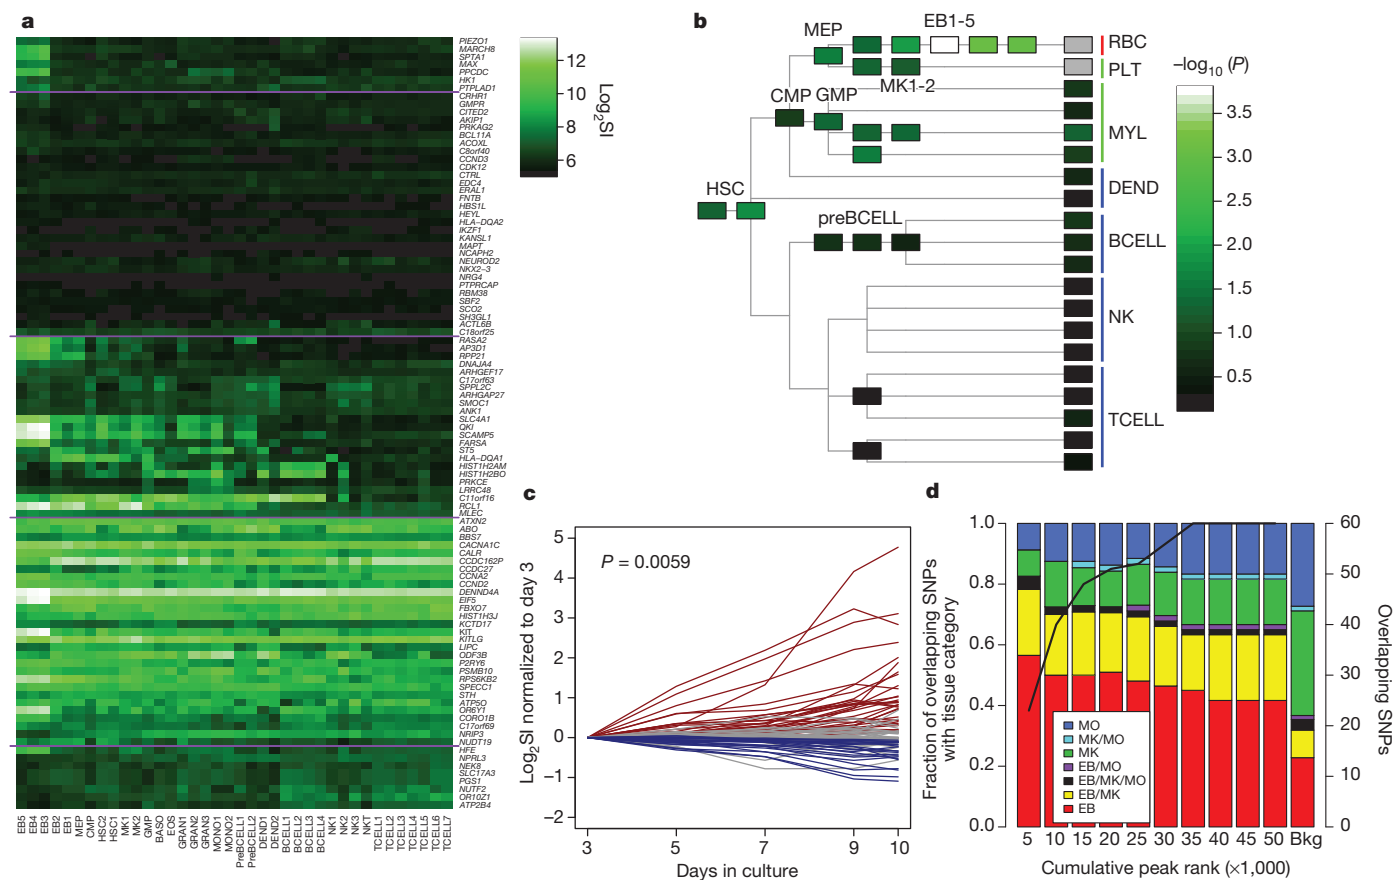 a
PIEZO1
MARCH8
SPTA1
MAX
PPCDC
HK1
PTPLAD1
CRHR1
GMPR
CITED2
AKIP1
PRKAG2
BCL11A
ACOXL
C8orf40
CCND3
CDK12
CTRL
EDC4
ERAL1
FNTB
HBS1L
HEYL
HLA-DQA2
IKZF1
KANSL1
MAPT
NCAPH2
NEUROD2
NKX2-3
NRG4
PTPRCAP
RBM38
SBF2
SCO2
SH3GL1
ACTL6B
C18orf25
RASA2
AP3D1
RPP21
DNAJA4
ARHGEF17
C17orf63
SPPL2C
ARHGAP27
SMOC1
ANK1
SLC4A1
QKI
SCAMP5
FARSA
ST5
HLA-DQA1
HIST1H2AM
HIST1H2BO
PRKCE
LRRC48
C11orf16
RCL1
MLEC
ATXN2
ABO
BBS7
CACNA1C
CALR
CCDC162P
CCDC27
CCNA2
CCND2
DENND4A
EIF5
FBXO7
HIST1H3J
KCTD17
KIT
KITLG
LIPC
ODF3B
P2RY6
PSMB10
RPS6KB2
SPECC1
STH
ATP5O
OR6Y1
CORO1B
C17orf69
NRIP3
NUDT19
HFE
NPRL3
NEK8
SLC17A3
PGS1
NUTF2
OR10Z1
ATP2B4
EB5 EB4 EB3 EB2 EB1 MEP CMP HSC2 HSC1 MK1 MK2 GMP BASO EOS GRAN1 GRAN2 GRAN3 MONO1 MONO2 PreBCELL1 PreBCELL2 DEND1 DEND2 BCELL1 BCELL2 BCELL3 BCELL4 NK1 NK2 NK3 NKT TCELL1 TCELL2 TCELL3 TCELL4 TCELL5 TCELL6 TCELL7
12
10
8
6
Log2SI
b
MEP
EB1-5
RBC
PLT
MK1-2
CMP GMP
MYL
HSC
DEND
preBCELL
BCELL
NK
TCELL
–log10 (P)
3.0
3.5
2.5
2.0
1.5
1.0
0.5
c
P = 0.0059
5
4
3
2
1
0
−1
−2
Log2SI normalized to day 3
3 5 7 9 10
Days in culture
d
1.0
0.8
0.6
0.4
0.2
0.0
Fraction of overlapping SNPs
with tissue category
MO
MK/MO
MK
EB/MO
EB/MK/MO
EB/MK
EB
60
50
40
30
20
10
0
Overlapping SNPs
5 10 15 20 25 30 35 40 45 50 Bkg
Cumulative peak rank (×1,000)